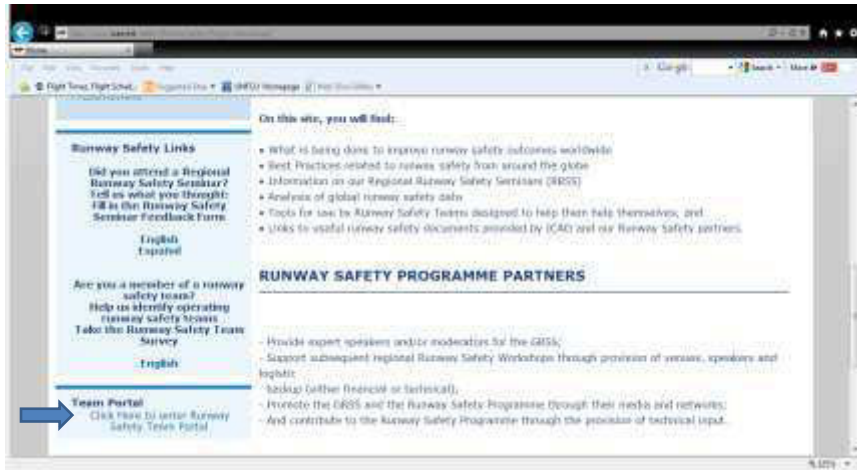 Home
Google
Search
More
Flight Times, Flight Sched...
Homepage
Runway Safety Links
Did you attend a Regional
Runway Safety Seminar?
Tell us what you thought:
Fill in the Runway Safety
Seminar Feedback Form
English
Español
Are you a member of a runway
safety team?
Help us identify operating
runway safety teams
Take the Runway Safety Team
Survey
English
Team Portal
Click Here to enter Runway
Safety Team Portal
On this site, you will find:
• What is being done to improve runway safety outcomes worldwide
• Best Practices related to runway safety from around the globe
• Information on our Regional Runway Safety Seminars (RRSS)
• Analysis of global runway safety data
• Tools for use by Runway Safety Teams designed to help them help themselves, and
• Links to useful runway safety documents provided by ICAO and our Runway Safety partners.
RUNWAY SAFETY PROGRAMME PARTNERS
- Provide expert speakers and/or moderators for the GRSS;
- Support subsequent regional Runway Safety Workshops through provision of venues, speakers and
logistic
- backup (either financial or technical);
- Promote the GRSS and the Runway Safety Programme through their media and networks;
- And contribute to the Runway Safety Programme through the provision of technical input.